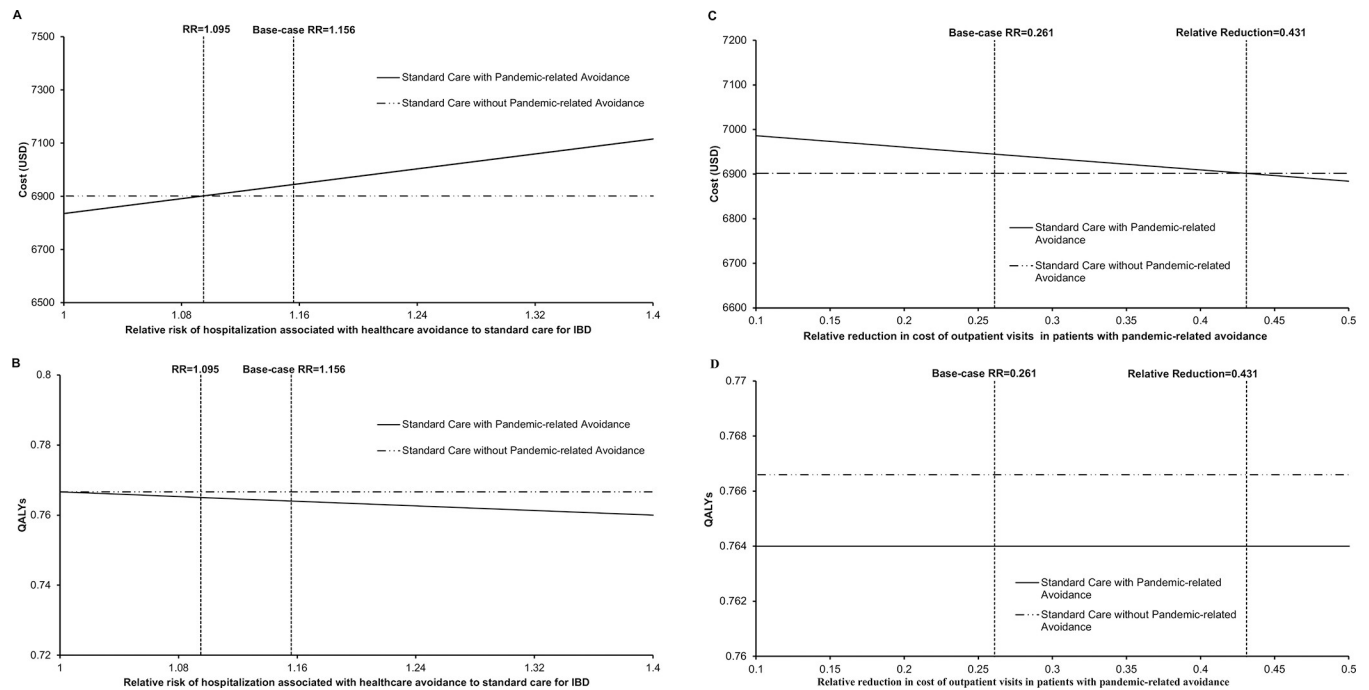 A
RR=1.095 Base-case RR=1.156
7500
7300
7100
6900
6700
6500
Cost (USD)
Standard Care with Pandemic-related Avoidance
Standard Care without Pandemic-related Avoidance
1 1.08 1.16 1.24 1.32 1.4
Relative risk of hospitalization associated with healthcare avoidance to standard care for IBD
B
RR=1.095 Base-case RR=1.156
0.8
0.78
0.76
0.74
0.72
QALYs
Standard Care with Pandemic-related Avoidance
Standard Care without Pandemic-related Avoidance
1 1.08 1.16 1.24 1.32 1.4
Relative risk of hospitalization associated with healthcare avoidance to standard care for IBD
C
Base-case RR=0.261 Relative Reduction=0.431
7200
7100
7000
6900
6800
6700
6600
Cost (USD)
Standard Care with Pandemic-related
Avoidance
Standard Care without Pandemic-related
Avoidance
0.1 0.15 0.2 0.25 0.3 0.35 0.4 0.45 0.5
Relative reduction in cost of outpatient visits in patients with pandemic-related avoidance
D
Base-case RR=0.261 Relative Reduction=0.431
0.77
0.768
0.766
0.764
0.762
0.76
QALYs
Standard Care with Pandemic-related
Avoidance
Standard Care without Pandemic-related
Avoidance
0.1 0.15 0.2 0.25 0.3 0.35 0.4 0.45 0.5
Relative reduction in cost of outpatient visits in patients with pandemic-related avoidance